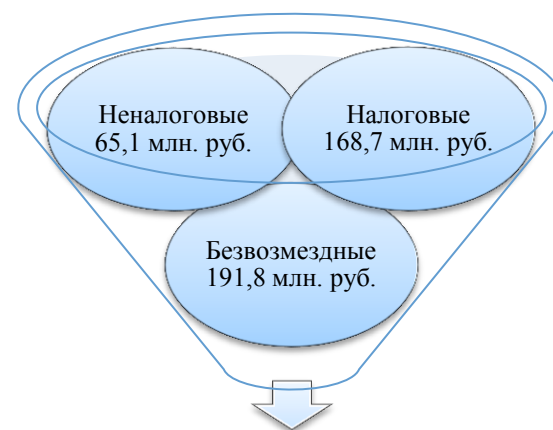 Неналоговые
65,1 млн. руб.
Налоговые
168,7 млн. руб.
Безвозмездные
191,8 млн. руб.